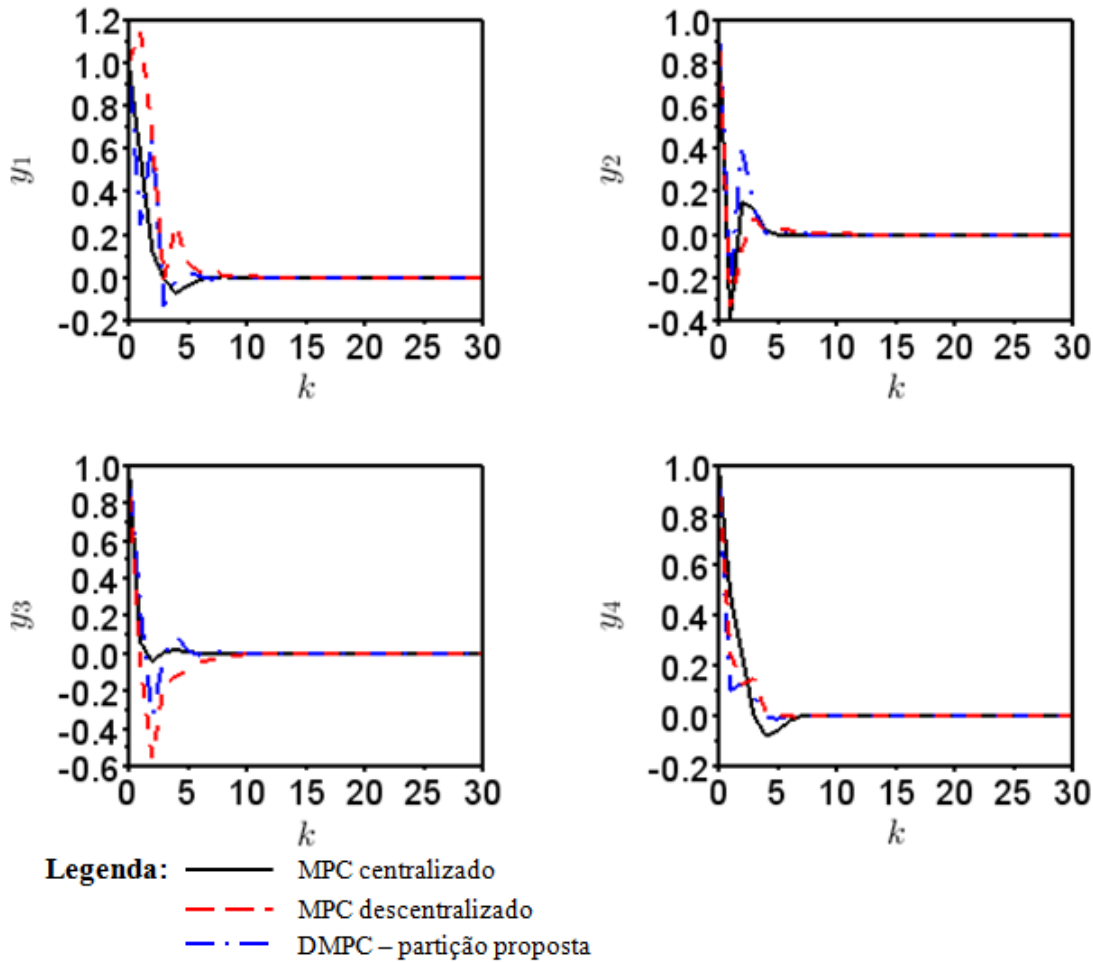 1.2
1.0
0.8
0.6
0.4
0.2
0.0
-0.2
0 5 10 15 20 25 30
y1
k
1.0
0.8
0.6
0.4
0.2
0.0
-0.2
-0.4
0 5 10 15 20 25 30
y2
k
1.0
0.8
0.6
0.4
0.2
0.0
-0.2
-0.4
-0.6
0 5 10 15 20 25 30
y3
k
1.0
0.8
0.6
0.4
0.2
0.0
-0.2
0 5 10 15 20 25 30
y4
k
Legenda: MPC centralizado
MPC descentralizado
DMPC – partição proposta